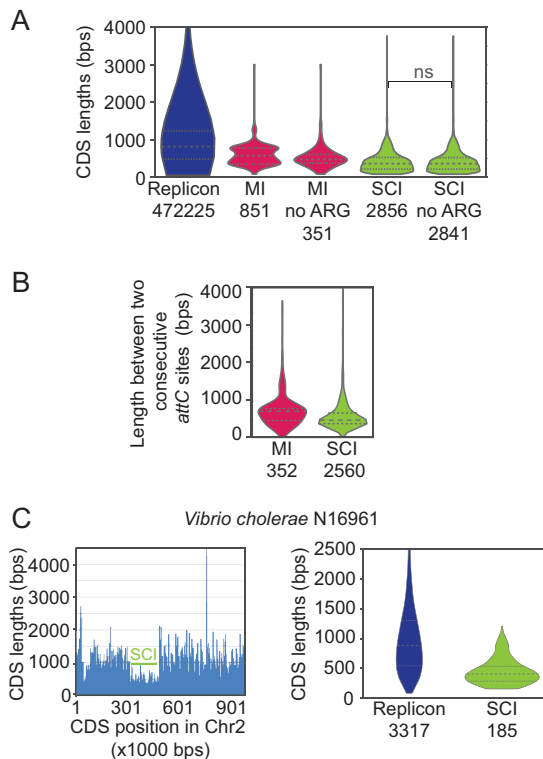 A
CDS lengths (bps)
4000
3000
2000
1000
0
ns
Replicon
472225
MI
851
MI
no ARG
351
SCI
2856
SCI
no ARG
2841
B
Length between two
consecutive
attC sites (bps)
4000
3000
2000
1000
0
MI
352
SCI
2560
C
Vibrio cholerae N16961
CDS lengths (bps)
4000
3000
2000
1000
0
SCI
1
301
601
901
CDS position in Chr2
(x1000 bps)
CDS lengths (bps)
2500
2000
1500
1000
500
0
Replicon
3317
SCI
185